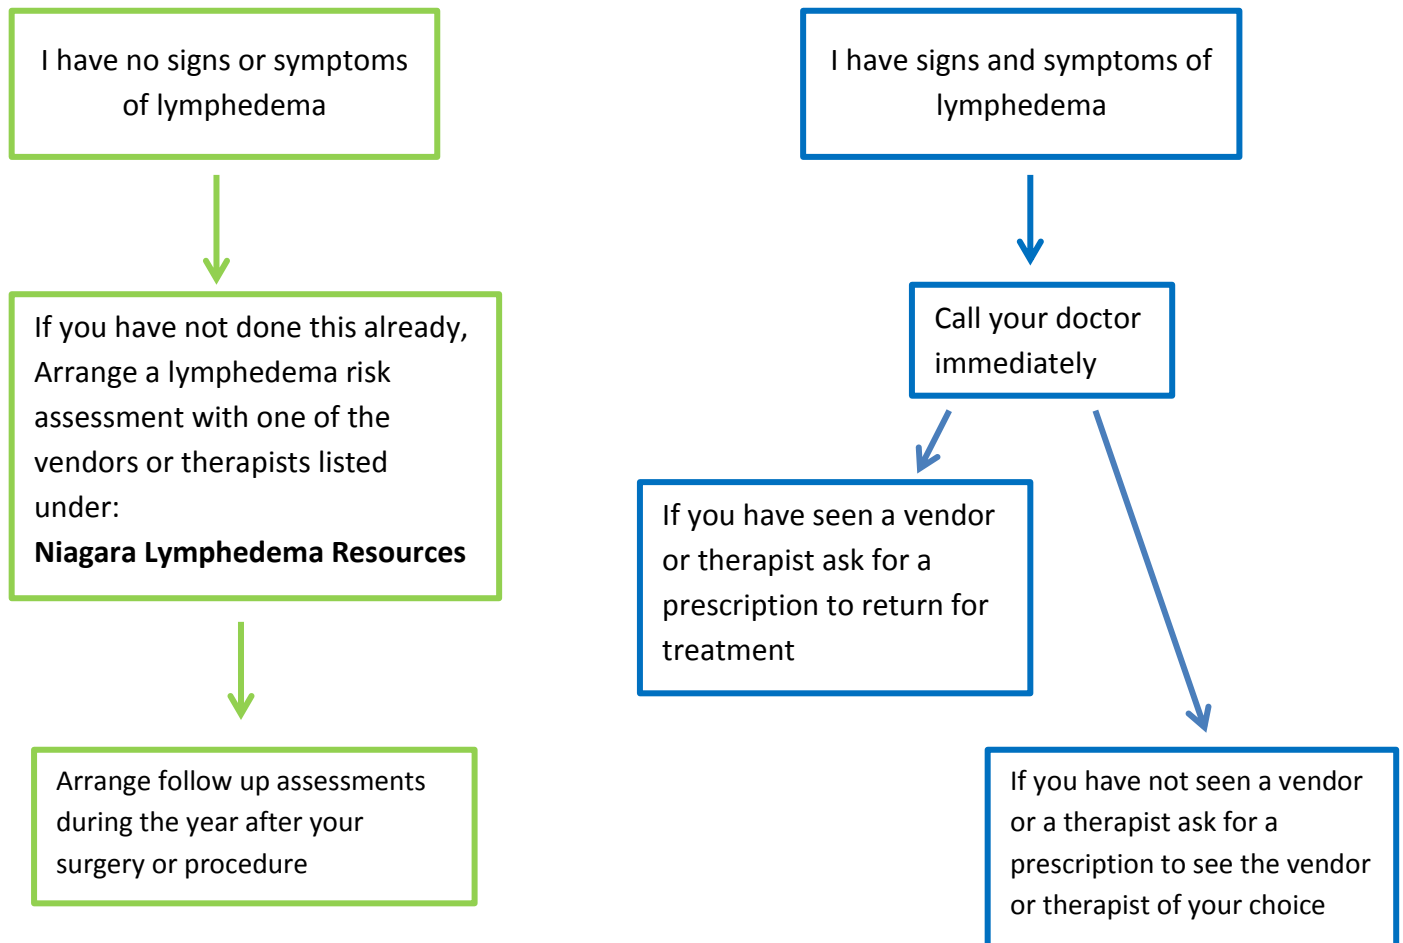 I have no signs or symptoms
of lymphedema
If you have not done this already,
Arrange a lymphedema risk
assessment with one of the
vendors or therapists listed
under:
Niagara Lymphedema Resources
Arrange follow up assessments
during the year after your
surgery or procedure
I have signs and symptoms of
lymphedema
Call your doctor
immediately
If you have seen a vendor
or therapist ask for a
prescription to return for
treatment
If you have not seen a vendor
or a therapist ask for a
prescription to see the vendor
or therapist of your choice